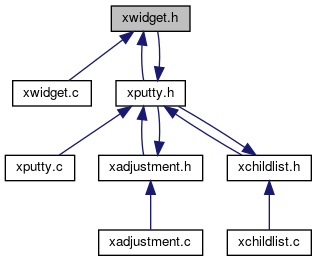 xwidget.h
xwidget.c
xputty.h
xputty.c
xadjustment.h
xchildlist.h
xadjustment.c
xchildlist.c